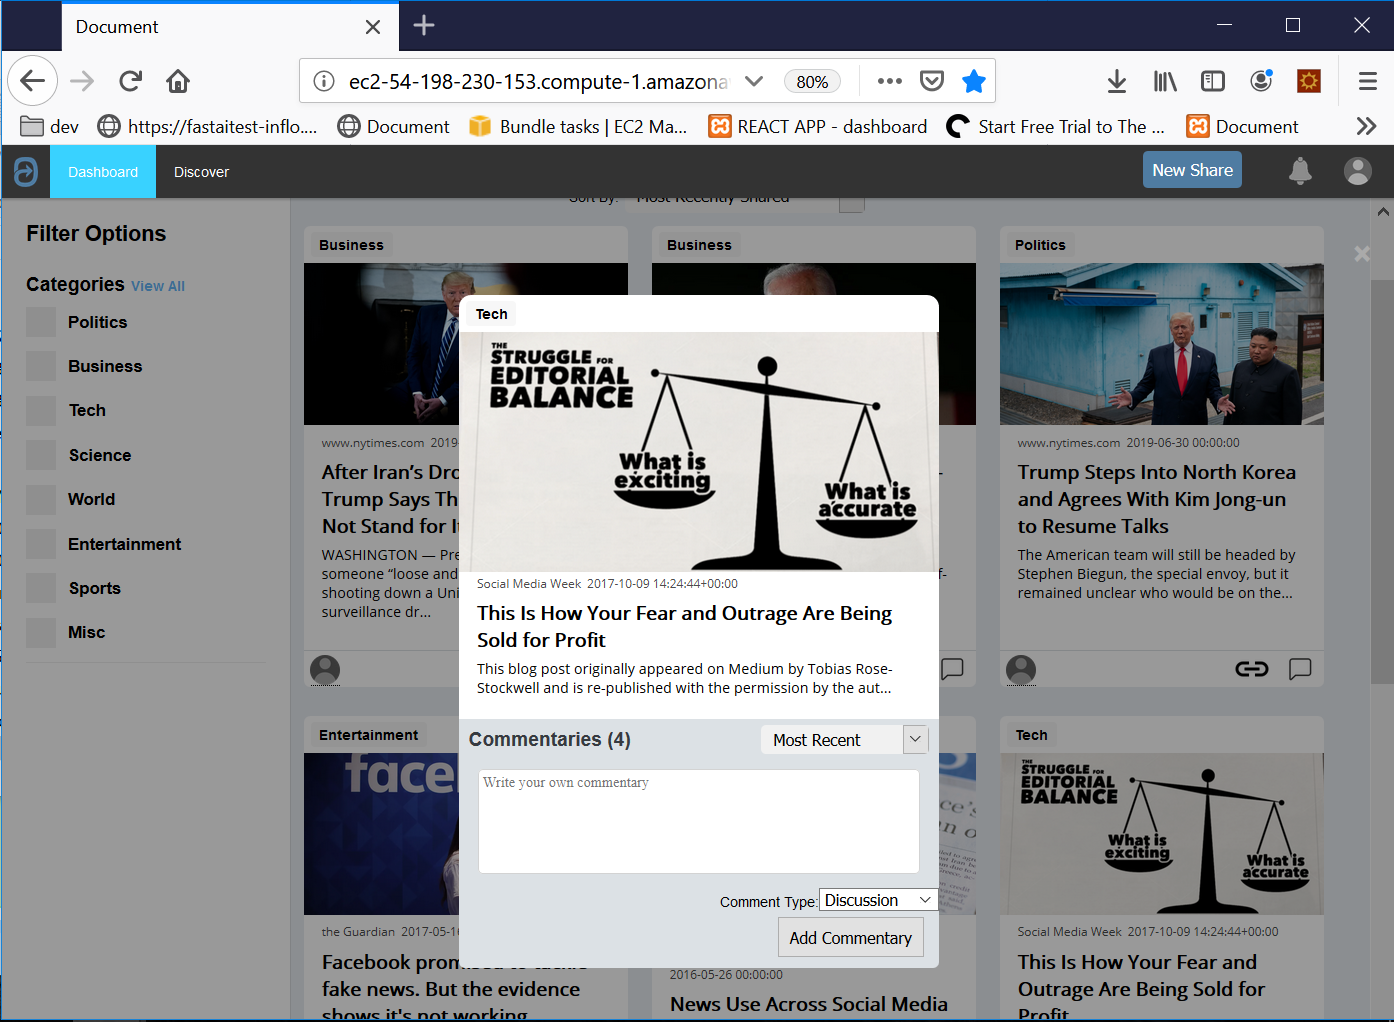 Document
ec2-54-198-230-153.compute-1.amazona
80%
dev
https://fastaitest-inflo....
Document
Bundle tasks | EC2 Ma...
REACT APP - dashboard
Start Free Trial to The ...
Document
Dashboard
Discover
New Share
Sort By:
Most Recently Shared
Filter Options
Categories View All
Politics
Business
Tech
Science
World
Entertainment
Sports
Misc
Business
www.nytimes.com 2019-
After Iran's Dro
Trump Says Th
Not Stand for It
WASHINGTON — Pre
someone "loose and
shooting down a Uni
surveillance dr...
Business
Politics
www.nytimes.com 2019-06-30 00:00:00
Trump Steps Into North Korea
and Agrees With Kim Jong-un
to Resume Talks
The American team will still be headed by
Stephen Biegun, the special envoy, but it
remained unclear who would be on the...
Tech
THE
STRUGGLE FOR
EDITORIAL
BALANCE
What is
exciting
What is
accurate
Social Media Week 2017-10-09 14:24:44+00:00
This Is How Your Fear and Outrage Are Being
Sold for Profit
This blog post originally appeared on Medium by Tobias Rose-
Stockwell and is re-published with the permission by the aut...
Commentaries (4)
Most Recent
Write your own commentary
Comment Type:
Discussion
Add Commentary
Entertainment
face
the Guardian 2017-05-16
Facebook promised to tackle
fake news. But the evidence
shows it's not working
2016-05-26 00:00:00
News Use Across Social Media
Tech
THE
STRUGGLE FOR
EDITORIAL
BALANCE
What is
exciting
What is
accurate
Social Media Week 2017-10-09 14:24:44+00:00
This Is How Your Fear and
Outrage Are Being Sold for
Profit